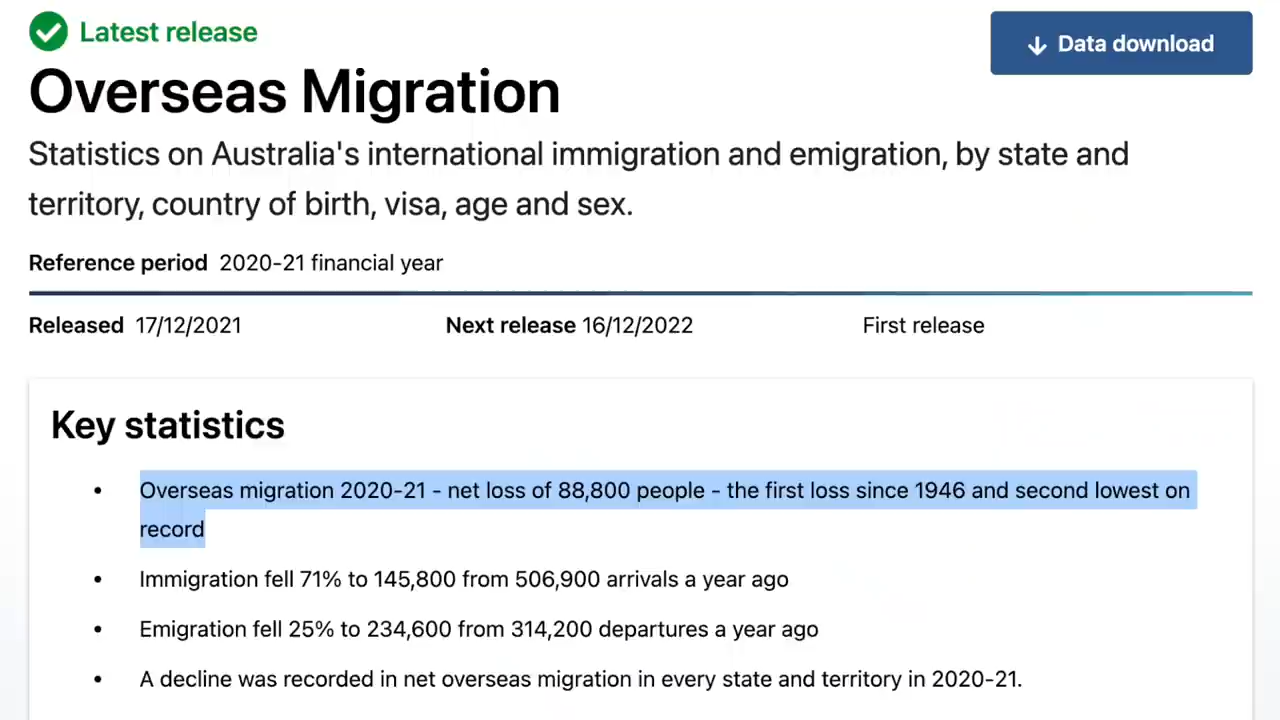 Latest release
Data download
Overseas Migration
Statistics on Australia's international immigration and emigration, by state and
territory, country of birth, visa, age and sex.
Reference period 2020-21 financial year
Released 17/12/2021 Next release 16/12/2022 First release
Key statistics
• Overseas migration 2020-21 - net loss of 88,800 people - the first loss since 1946 and second lowest on
record
• Immigration fell 71% to 145,800 from 506,900 arrivals a year ago
• Emigration fell 25% to 234,600 from 314,200 departures a year ago
• A decline was recorded in net overseas migration in every state and territory in 2020-21.